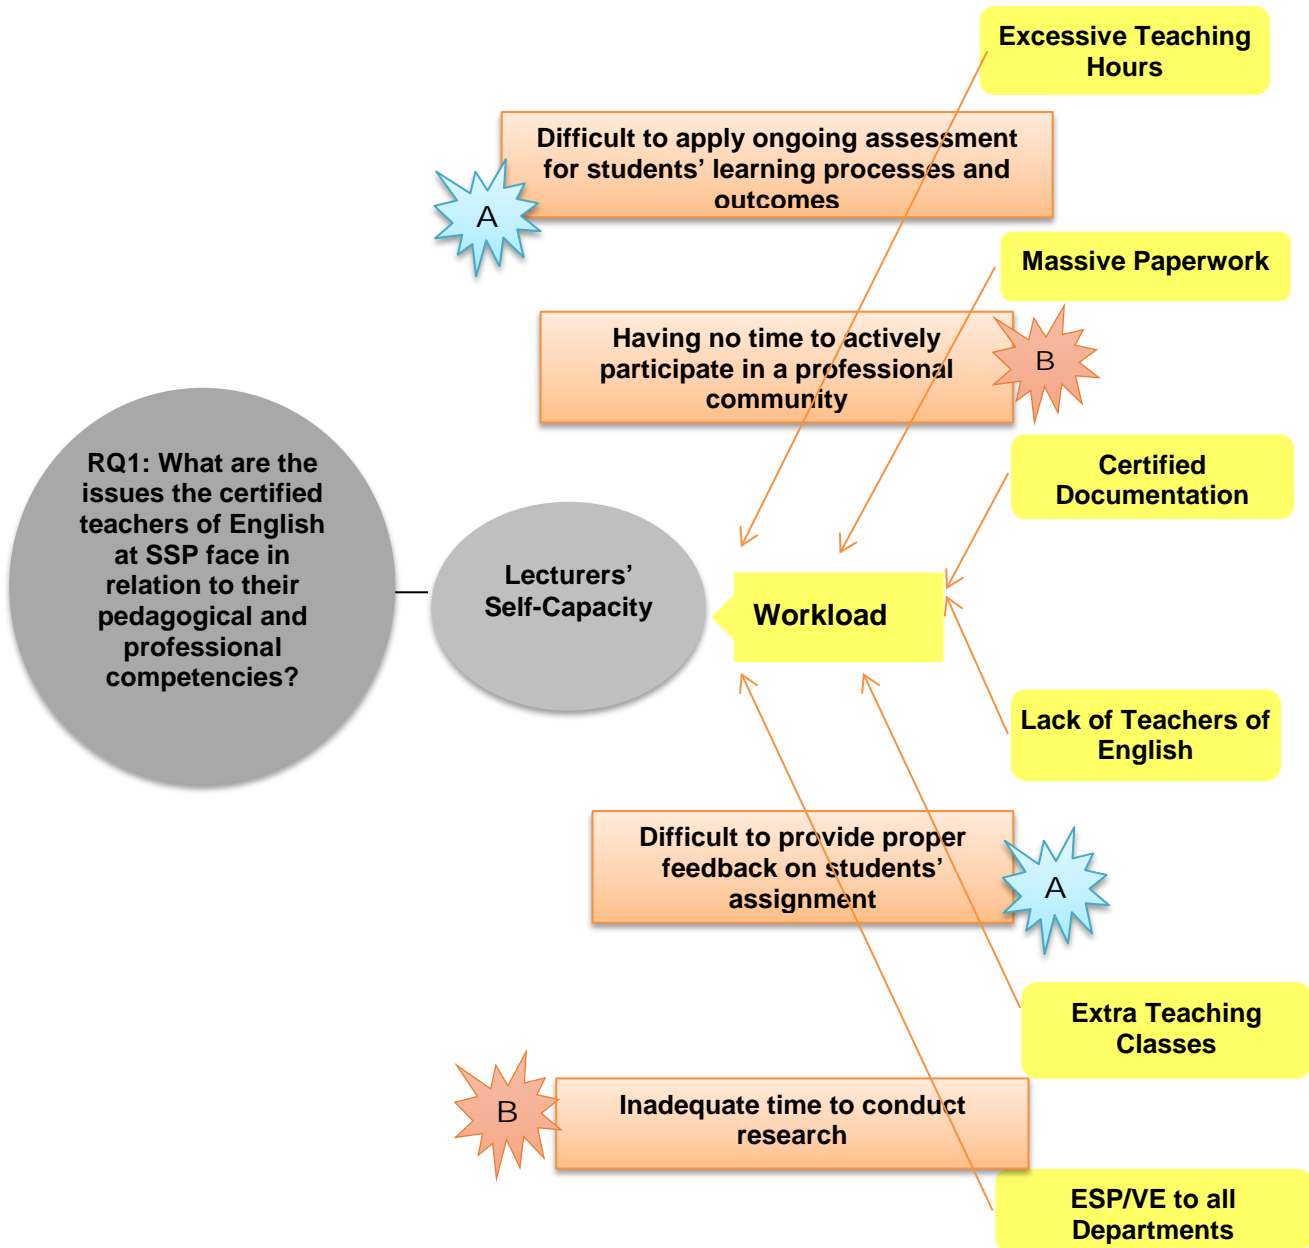 Excessive Teaching
Hours
Difficult to apply ongoing assessment
for students’ learning processes and
outcomes
A
Massive Paperwork
Having no time to actively
participate in a professional
community
B
RQ1: What are the
issues the certified
teachers of English
at SSP face in
relation to their
pedagogical and
professional
competencies?
Certified
Documentation
Lecturers’
Self-Capacity
Workload
Lack of Teachers of
English
Difficult to provide proper
feedback on students’
assignment
A
Extra Teaching
Classes
B
Inadequate time to conduct
research
ESP/VE to all
Departments